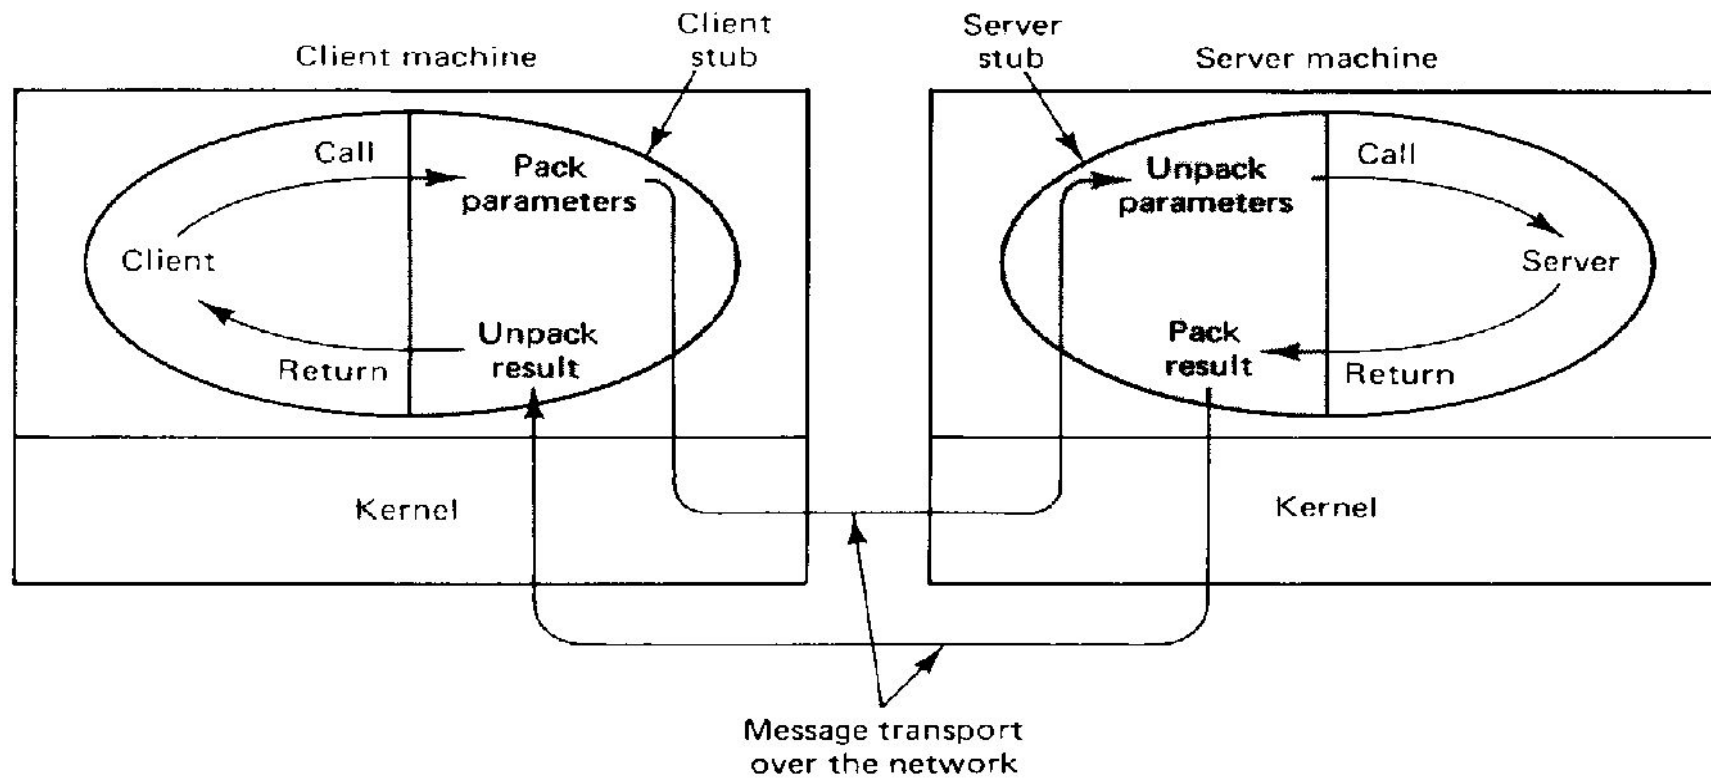 Client
stub
Server
stub
Client machine
Server machine
Call
Pack
parameters
Unpack
parameters
Call
Client
Server
Unpack
result
Return
Pack
result
Return
Kernel
Kernel
Message transport
over the network